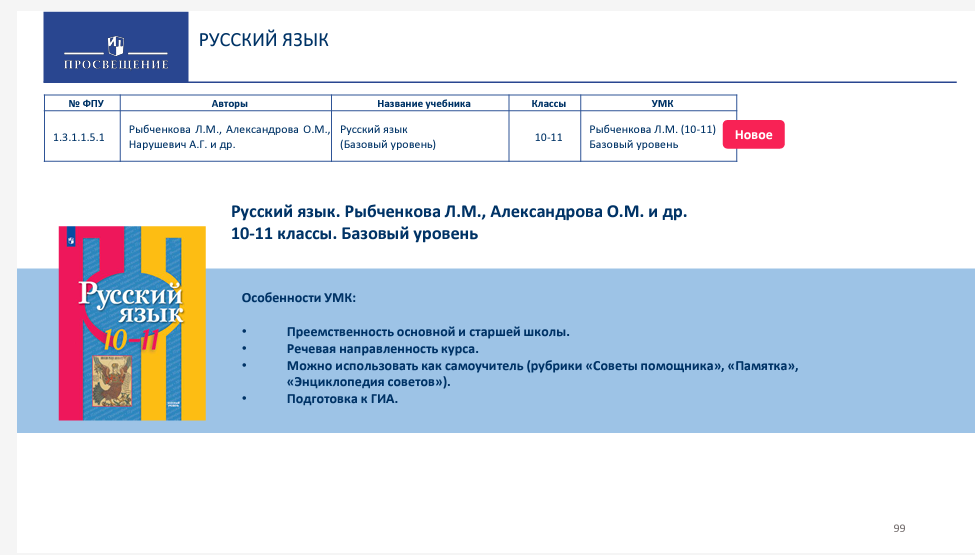 РУССКИЙ ЯЗЫК
ПРОСВЕЩЕНИЕ
№ ФПУ Авторы Название учебника Классы УМК
1.3.1.1.5.1 Рыбченкова Л.М., Александрова О.М., Русский язык 10-11 Рыбченкова Л.М. (10-11) Новое
Нарушевич А.Г. и др. (Базовый уровень) Базовый уровень
Русский язык. Рыбченкова Л.М., Александрова О.М. и др.
10-11 классы. Базовый уровень
Русский
язык
10–11
Особенности УМК:
• Преемственность основной и старшей школы.
• Речевая направленность курса.
• Можно использовать как самоучитель (рубрики «Советы помощника», «Памятка»,
«Энциклопедия советов»).
• Подготовка к ГИА.
99